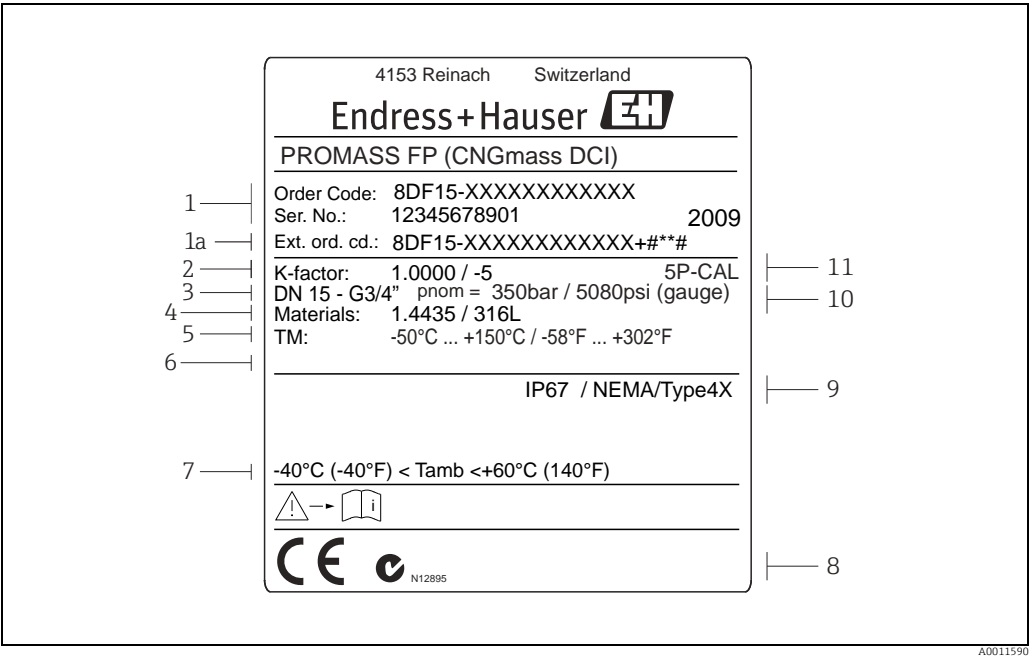 4153 Reinach Switzerland
Endress+Hauser EH
PROMASS FP (CNGmass DCI)
1 Order Code: 8DF15-XXXXXXXXXXXX
Ser. No.: 12345678901 2009
1a Ext. ord. cd.: 8DF15-XXXXXXXXXXXX+#**#
2 K-factor: 1.0000 / -5 5P-CAL 11
3 DN 15 - G3/4” pnom = 350bar / 5080psi (gauge) 10
4 Materials: 1.4435 / 316L
5 TM: -50°C ... +150°C / -58°F ... +302°F
6
IP67 / NEMA/Type4X 9
7 -40°C (-40°F) < Tamb <+60°C (140°F)
i
CE N12895 8
A0011590